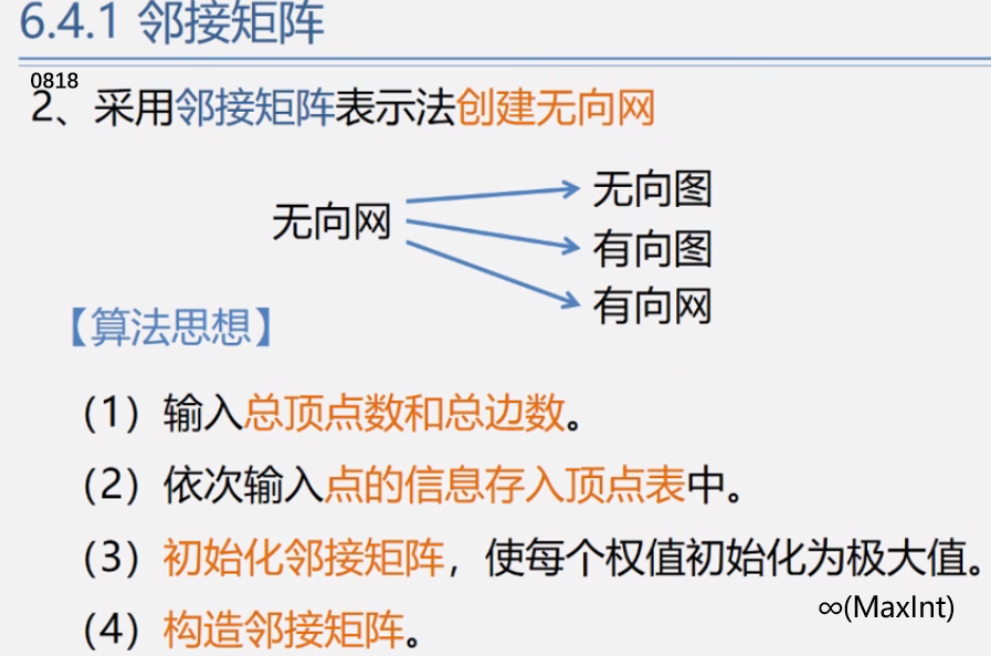 6.4.1 邻接矩阵
0818
2、采用邻接矩阵表示法创建无向网
无向图
无向网
有向图
有向网
【算法思想】
（1）输入总顶点数和总边数。
（2）依次输入点的信息存入顶点表中。
（3）初始化邻接矩阵，使每个权值初始化为极大值。
∞(MaxInt)
（4）构造邻接矩阵。